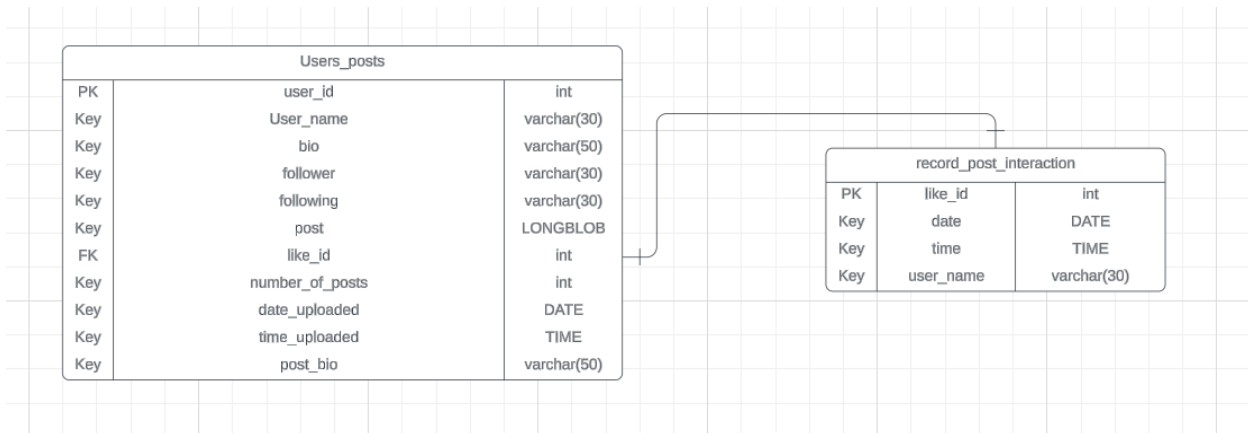 Users_posts
PK user_id int
Key User_name varchar(30)
Key bio varchar(50)
Key follower varchar(30)
Key following varchar(30)
Key post LONGBLOB
FK like_id int
Key number_of_posts int
Key date_uploaded DATE
Key time_uploaded TIME
Key post_bio varchar(50)
record_post_interaction
PK like_id int
Key date DATE
Key time TIME
Key user_name varchar(30)